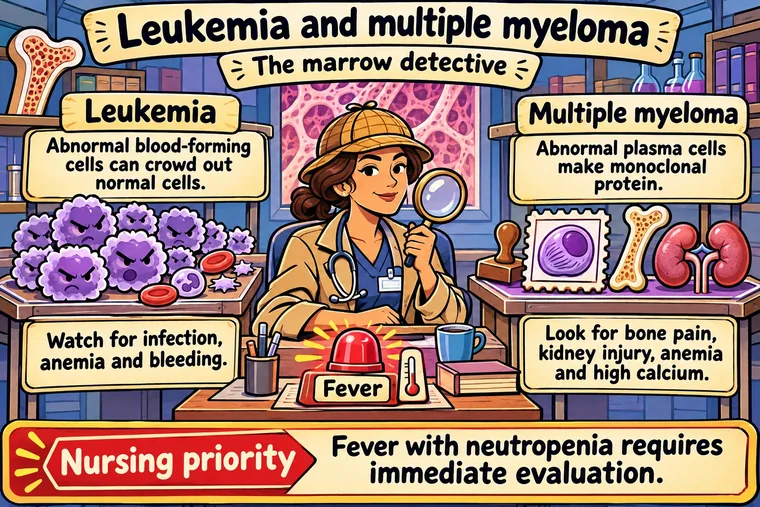 Leukemia and multiple myeloma
The marrow detective
Leukemia
Abnormal blood-forming
cells can crowd out
normal cells.
Multiple myeloma
Abnormal plasma cells
make monoclonal
protein.
Watch for infection,
anemia and bleeding.
Look for bone pain,
kidney injury, anemia
and high calcium.
Fever
Nursing priority
Fever with neutropenia requires
immediate evaluation.